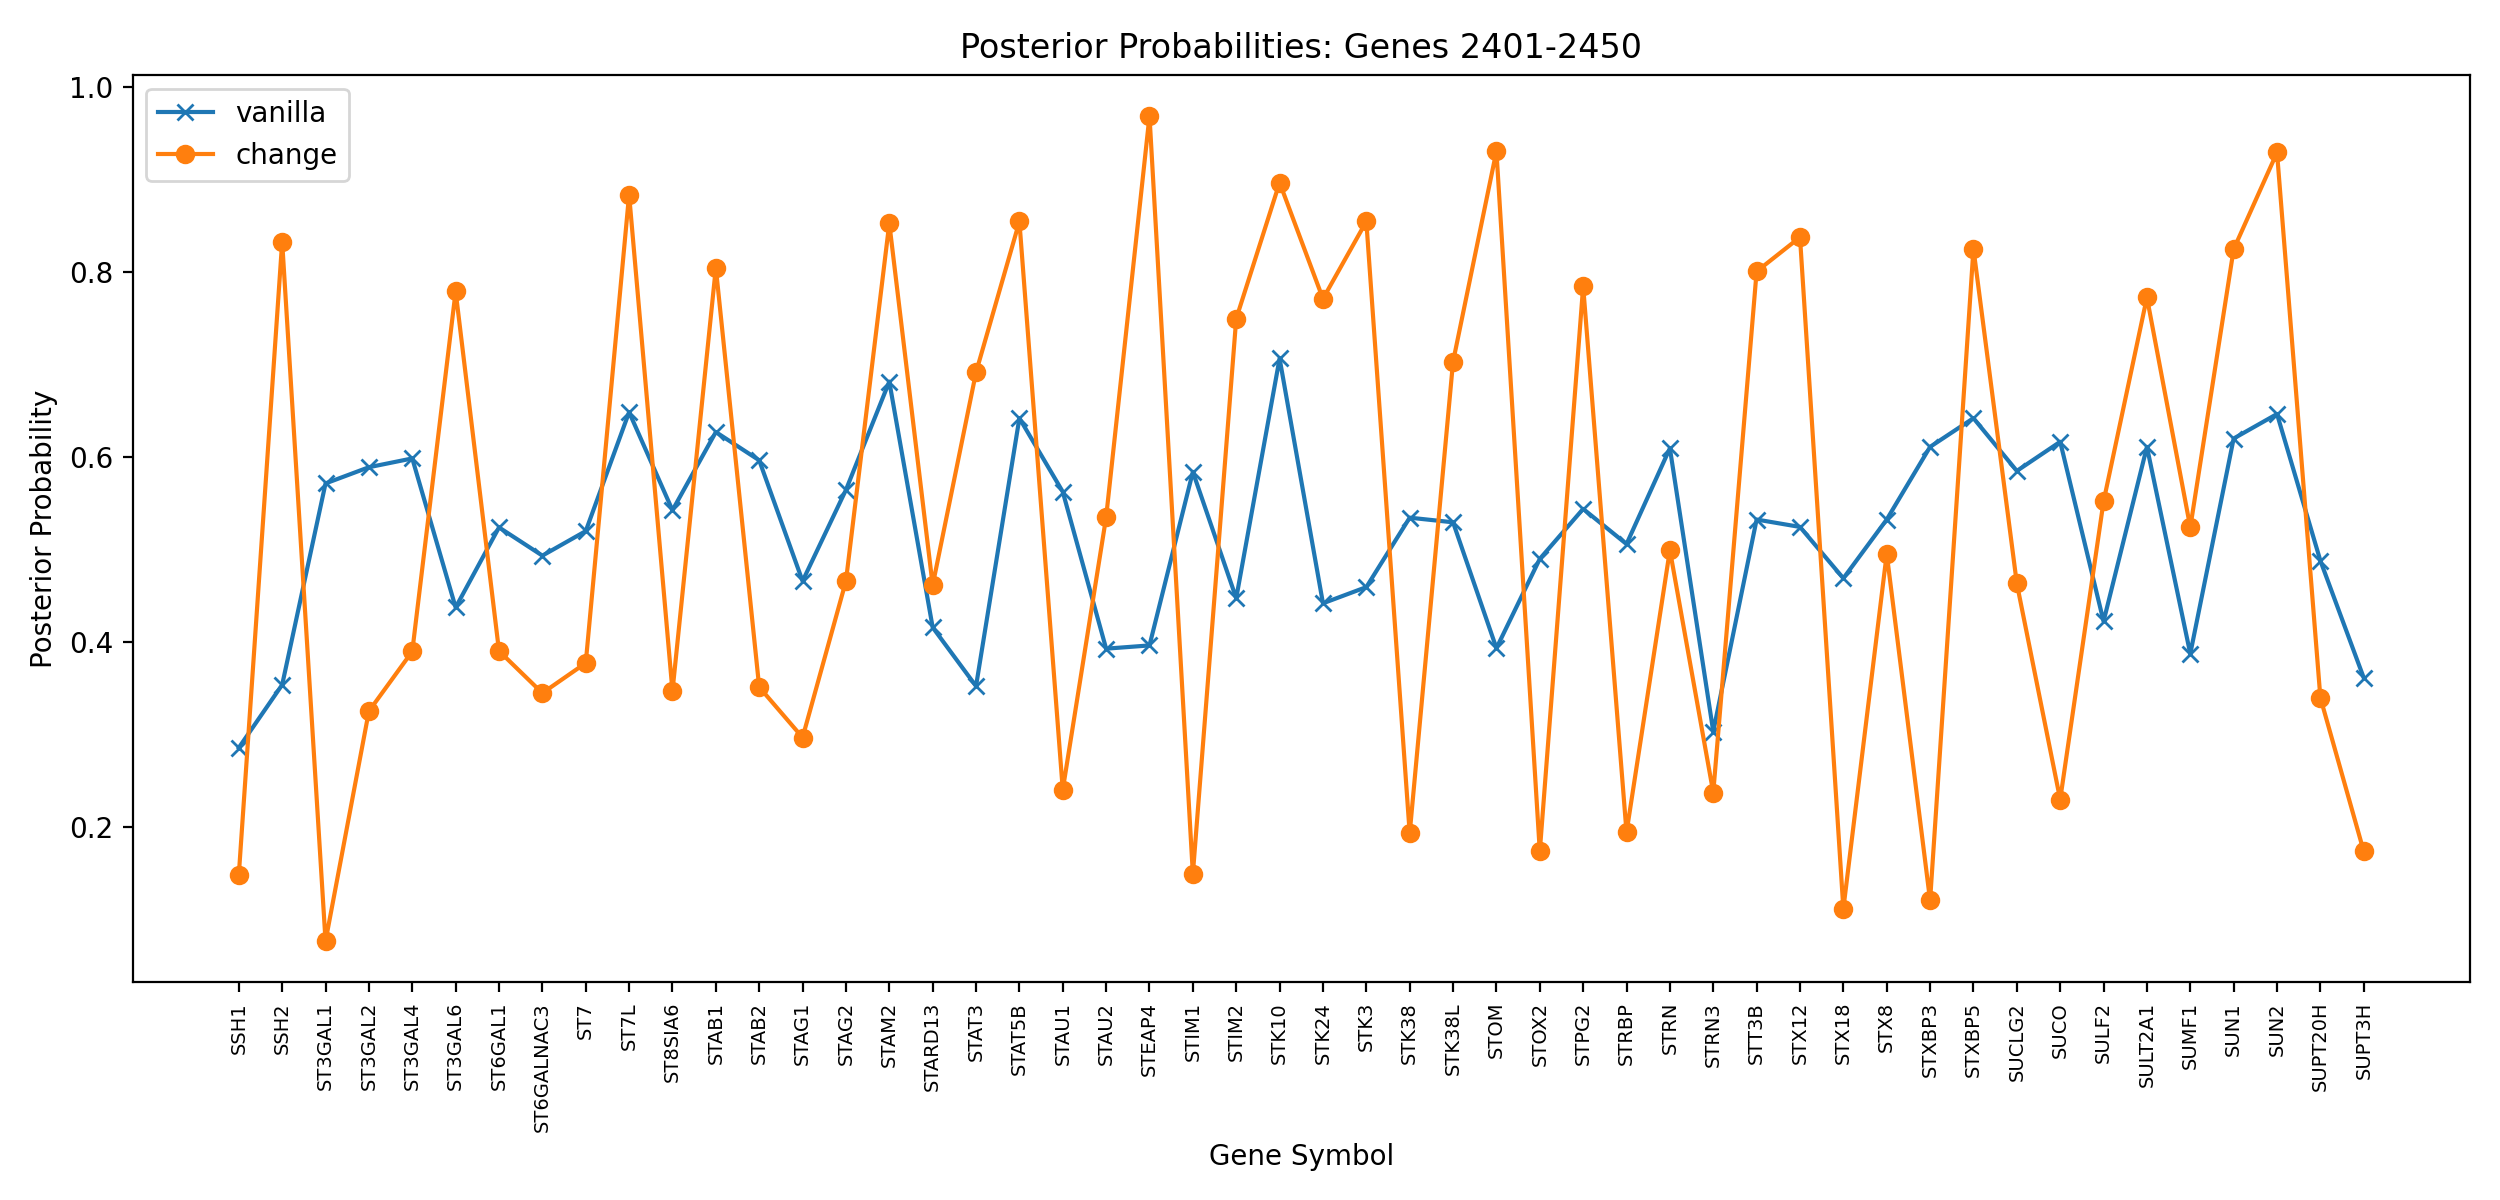 Posterior Probabilities: Genes 2401-2450
vanilla
change
Posterior Probability
1.0
0.8
0.6
0.4
0.2
SSH1
SSH2
ST3GAL1
ST3GAL2
ST3GAL4
ST3GAL6
ST6GAL1
ST6GALNAC3
ST7
ST7L
ST8SIA6
STAB1
STAB2
STAG1
STAG2
STAM2
STARD13
STAT3
STAT5B
STAU1
STAU2
STEAP4
STIM1
STIM2
STK10
STK24
STK3
STK38
STK38L
STOM
STOX2
STPG2
STRBP
STRN
STRN3
STT3B
STX12
STX18
STX8
STXBP3
STXBP5
SUCLG2
SUCO
SULF2
SULT2A1
SUMF1
SUN1
SUN2
SUPT20H
SUPT3H
Gene Symbol